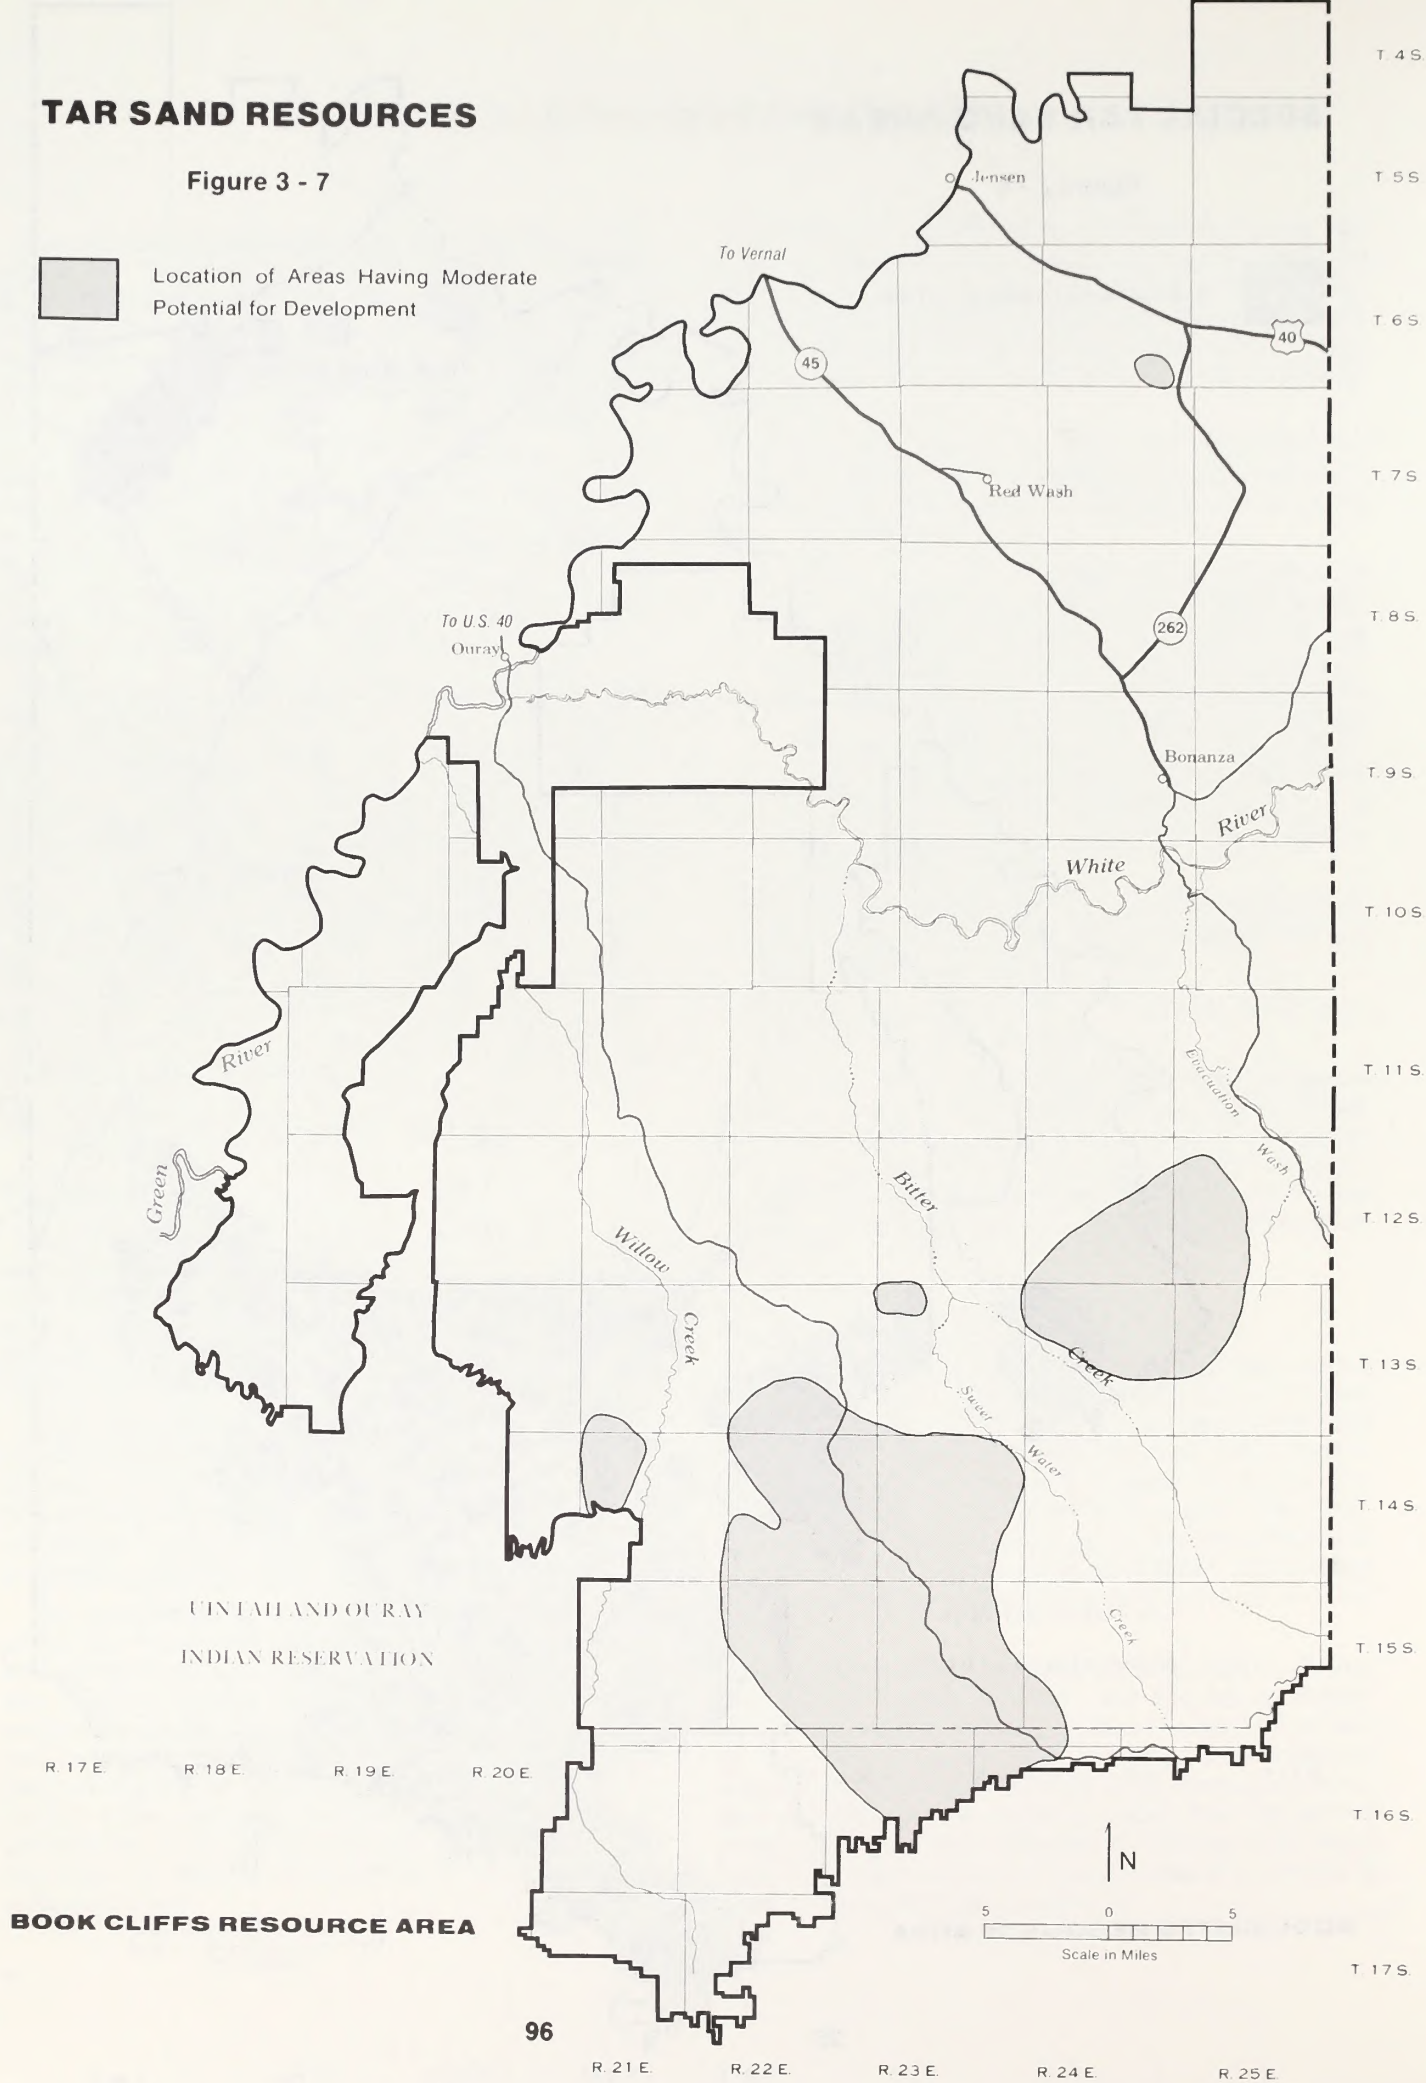 TAR SAND RESOURCES
Figure 3 - 7
Location of Areas Having Moderate
Potential for Development
T. 4 S.
T. 5 S
T. 6 S
T. 7 S
T. 8 S.
T. 9 S.
T. 10 S.
T. 11 S.
T. 12 S.
T. 13 S.
T. 14 S.
T. 15 S.
T. 16 S.
T. 17 S.
Jensen
To Vernal
40
45
Red Wash
To U.S. 40
Ouray
262
Bonanza
White
River
River
Green
Evacuation
Wash
Bitter
Creek
Willow
Creek
Sweet
Water
Creek
UINTAH AND OURAY
INDIAN RESERVATION
R. 17 E.
R. 18 E.
R. 19 E.
R. 20 E.
N
5 0 5
Scale in Miles
BOOK CLIFFS RESOURCE AREA
96
R. 21 E.
R. 22 E.
R. 23 E.
R. 24 E.
R. 25 E.